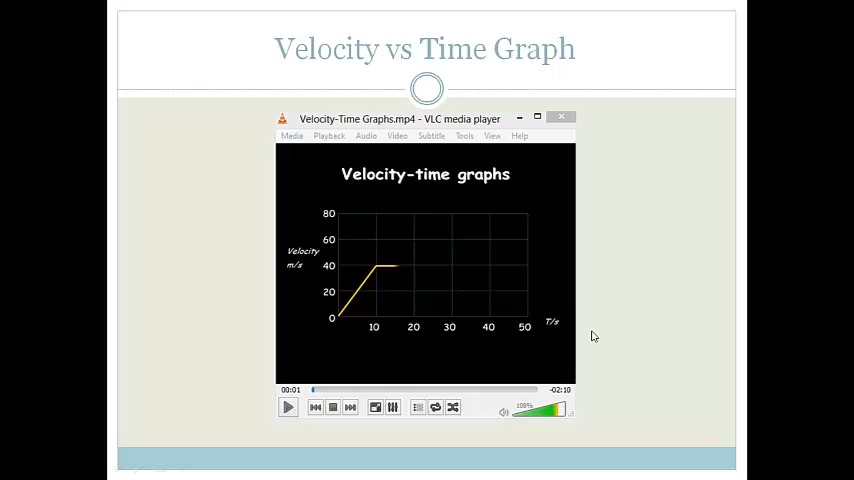 Velocity vs Time Graph
Velocity-Time Graphs.mp4 - VLC media player
Media Playback Audio Video Subtitle Tools View Help
Velocity-time graphs
80
60
Velocity
m/s
40
20
0
10 20 30 40 50
T/s
00:01
-02:10
108%